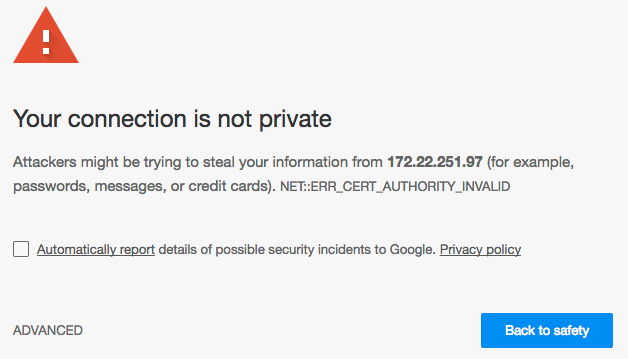 Your connection is not private
Attackers might be trying to steal your information from 172.22.251.97 (for example,
passwords, messages, or credit cards). NET::ERR_CERT_AUTHORITY_INVALID
Automatically report details of possible security incidents to Google. Privacy policy
ADVANCED
Back to safety